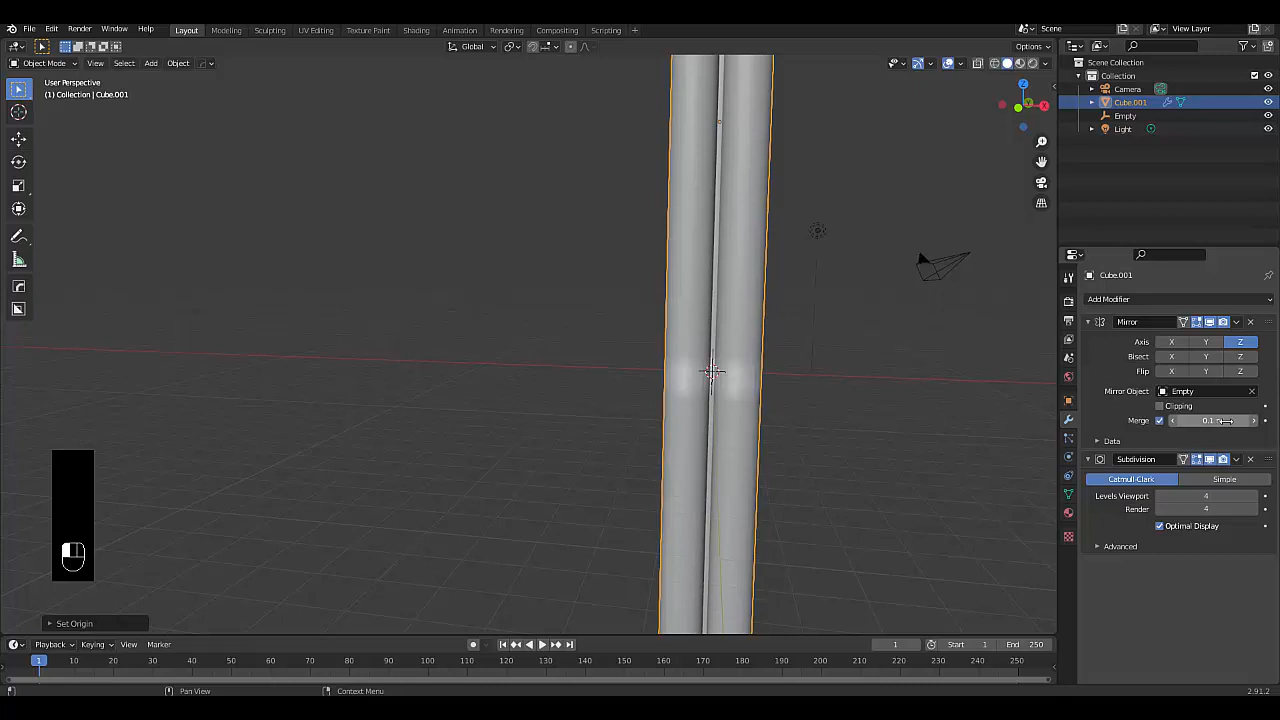 File Edit Render Window Help Layout Modeling Sculpting UV Editing Texture Paint Shading Animation Rendering Compositing Scripting Scene View Layer
Global Options
Object Mode View Select Add Object
User Perspective
(1) Collection | Cube.001
Scene Collection
Collection
Camera
Cube.001
Empty
Light
Z
X
Cube.001
Add Modifier
Mirror
Axis X Y Z
Bisect X Y Z
Flip X Y Z
Mirror Object Empty
Clipping
Merge 0.1
Data
Subdivision
Catmull-Clark Simple
Levels Viewport 4
Render 4
Optimal Display
Advanced
Set Origin
Playback Keying View Marker 1 Start 1 End 250
1 10 20 30 40 50 60 70 80 90 100 110 120 130 140 150 160 170 180 190 200 210 220 230 240 250
Pan View Context Menu 2.91.2